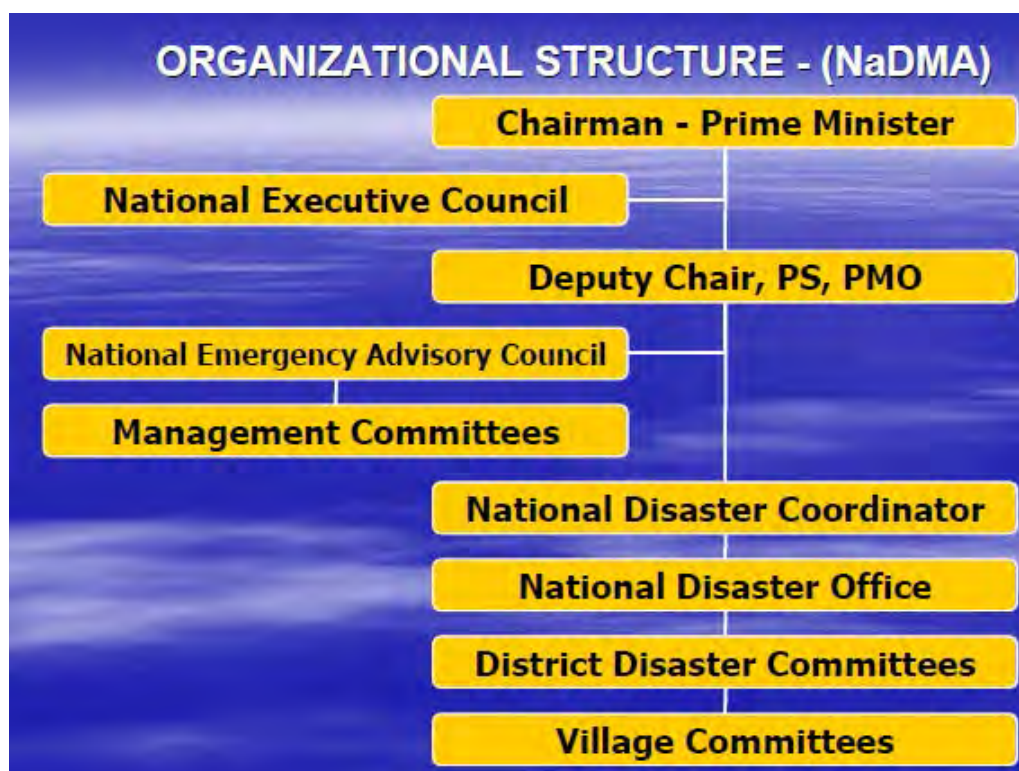 ORGANIZATIONAL STRUCTURE - (NaDMA)
Chairman - Prime Minister
National Executive Council
Deputy Chair, PS, PMO
National Emergency Advisory Council
Management Committees
National Disaster Coordinator
National Disaster Office
District Disaster Committees
Village Committees